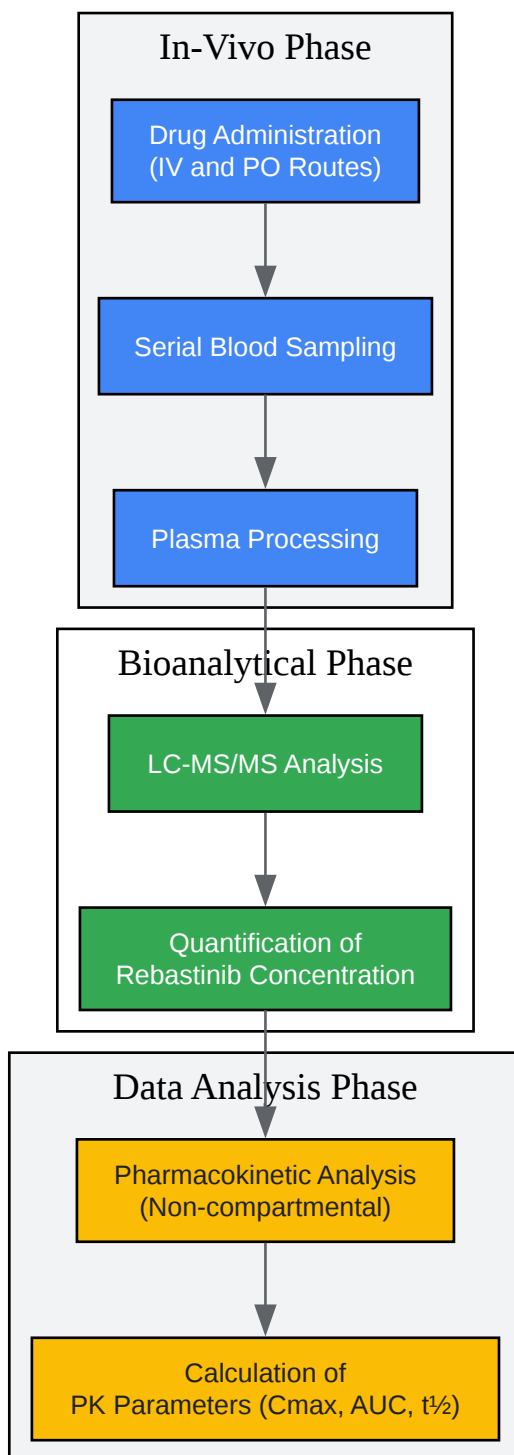 In-Vivo Phase
Drug Administration
(IV and PO Routes)
Serial Blood Sampling
Plasma Processing
Bioanalytical Phase
LC-MS/MS Analysis
Quantification of
Rebastinib Concentration
Data Analysis Phase
Pharmacokinetic Analysis
(Non-compartmental)
Calculation of
PK Parameters (Cmax, AUC, t½)